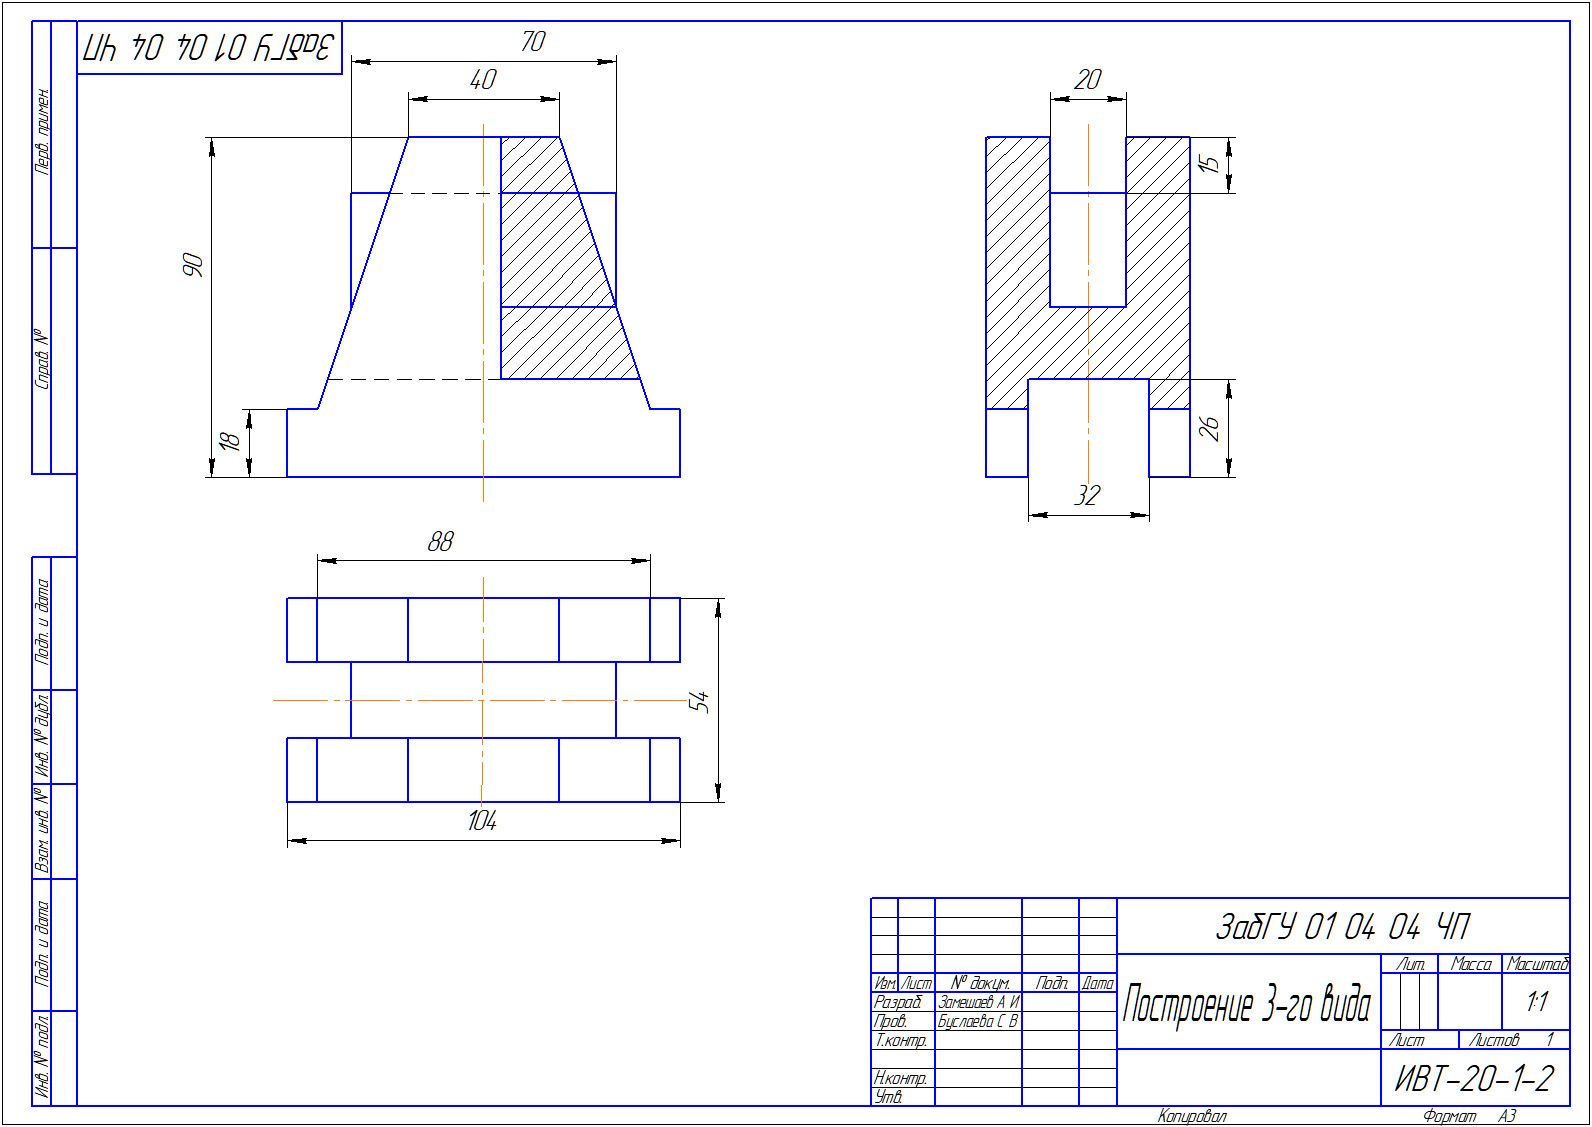 ЗабГУ 01 04 04 ЧП
70
40
20
15
90
18
26
32
88
54
104
Перв. примен.
Справ. №
Подп. и дата
Инв. № дубл.
Взам. инв. №
Подп. и дата
Инв. № подл.
ЗабГУ 01 04 04 ЧП
Лит. Масса Масштаб
Изм. Лист № докум. Подп. Дата
Разраб. Замешаев А И
Построение 3-го вида
1:1
Пров. Буслаева С В
Т.контр.
Лист Листов 1
Н.контр.
ИВТ-20-1-2
Утв.
Копировал Формат А3